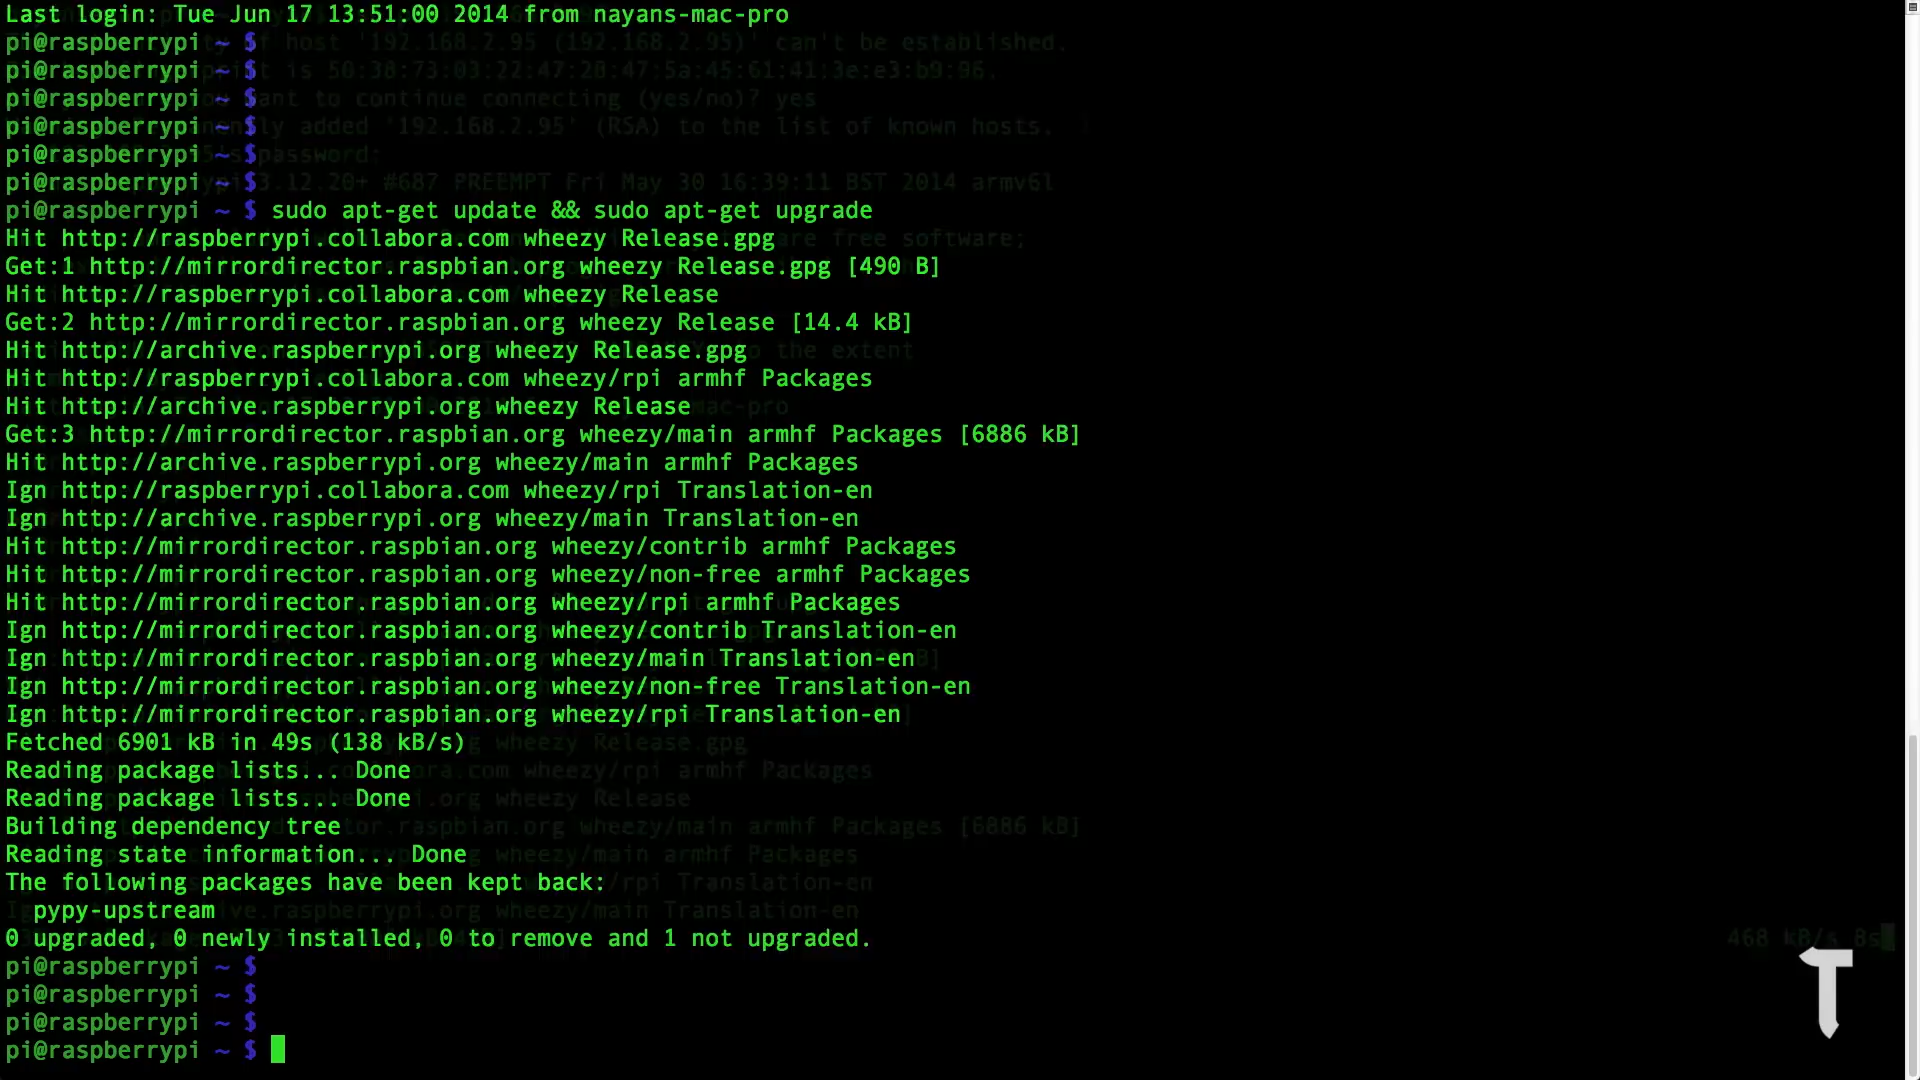 Last login: Tue Jun 17 13:51:00 2014 from nayans-mac-pro
pi@raspberrypi ~ $
pi@raspberrypi ~ $
pi@raspberrypi ~ $
pi@raspberrypi ~ $
pi@raspberrypi ~ $
pi@raspberrypi ~ $
pi@raspberrypi ~ $ sudo apt-get update && sudo apt-get upgrade
Hit http://raspberrypi.collabora.com wheezy Release.gpg
Get:1 http://mirrordirector.raspbian.org wheezy Release.gpg [490 B]
Hit http://raspberrypi.collabora.com wheezy Release
Get:2 http://mirrordirector.raspbian.org wheezy Release [14.4 kB]
Hit http://archive.raspberrypi.org wheezy Release.gpg
Hit http://raspberrypi.collabora.com wheezy/rpi armhf Packages
Hit http://archive.raspberrypi.org wheezy Release
Get:3 http://mirrordirector.raspbian.org wheezy/main armhf Packages [6886 kB]
Hit http://archive.raspberrypi.org wheezy/main armhf Packages
Ign http://raspberrypi.collabora.com wheezy/rpi Translation-en
Ign http://archive.raspberrypi.org wheezy/main Translation-en
Hit http://mirrordirector.raspbian.org wheezy/contrib armhf Packages
Hit http://mirrordirector.raspbian.org wheezy/non-free armhf Packages
Hit http://mirrordirector.raspbian.org wheezy/rpi armhf Packages
Ign http://mirrordirector.raspbian.org wheezy/contrib Translation-en
Ign http://mirrordirector.raspbian.org wheezy/main Translation-en
Ign http://mirrordirector.raspbian.org wheezy/non-free Translation-en
Ign http://mirrordirector.raspbian.org wheezy/rpi Translation-en
Fetched 6901 kB in 49s (138 kB/s)
Reading package lists... Done
Reading package lists... Done
Building dependency tree
Reading state information... Done
The following packages have been kept back:
  pypy-upstream
0 upgraded, 0 newly installed, 0 to remove and 1 not upgraded.
pi@raspberrypi ~ $
pi@raspberrypi ~ $
pi@raspberrypi ~ $
pi@raspberrypi ~ $